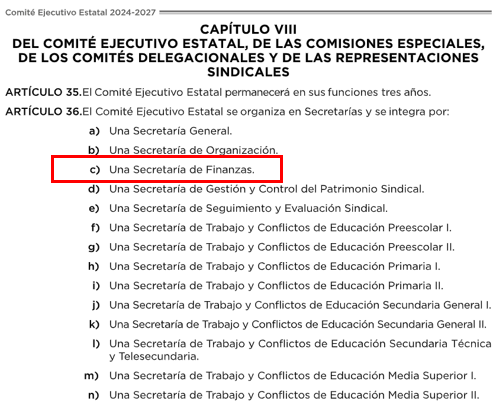 Comité Ejecutivo Estatal 2024-2027
CAPÍTULO VIII
DEL COMITÉ EJECUTIVO ESTATAL, DE LAS COMISIONES ESPECIALES,
DE LOS COMITÉS DELEGACIONALES Y DE LAS REPRESENTACIONES
SINDICALES
ARTÍCULO 35.El Comité Ejecutivo Estatal permanecerá en sus funciones tres años.
ARTÍCULO 36.El Comité Ejecutivo Estatal se organiza en Secretarías y se integra por:
a) Una Secretaría General.
b) Una Secretaría de Organización.
c) Una Secretaría de Finanzas.
d) Una Secretaría de Gestión y Control del Patrimonio Sindical.
e) Una Secretaría de Seguimiento y Evaluación Sindical.
f) Una Secretaría de Trabajo y Conflictos de Educación Preescolar I.
g) Una Secretaría de Trabajo y Conflictos de Educación Preescolar II.
h) Una Secretaría de Trabajo y Conflictos de Educación Primaria I.
i) Una Secretaría de Trabajo y Conflictos de Educación Primaria II.
j) Una Secretaría de Trabajo y Conflictos de Educación Secundaria General I.
k) Una Secretaría de Trabajo y Conflictos de Educación Secundaria General II.
l) Una Secretaría de Trabajo y Conflictos de Educación Secundaria Técnica
y Telesecundaria.
m) Una Secretaría de Trabajo y Conflictos de Educación Media Superior I.
n) Una Secretaría de Trabajo y Conflictos de Educación Media Superior II.